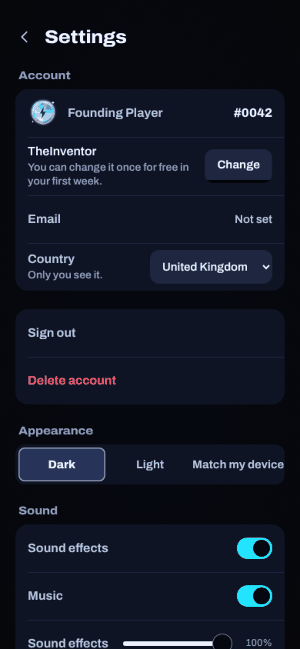 Settings
Account
Founding Player #0042
TheInventor
You can change it once for free in
your first week.
Change
Email Not set
Country
Only you see it.
United Kingdom
Sign out
Delete account
Appearance
Dark Light Match my device
Sound
Sound effects
Music
Sound effects 100%